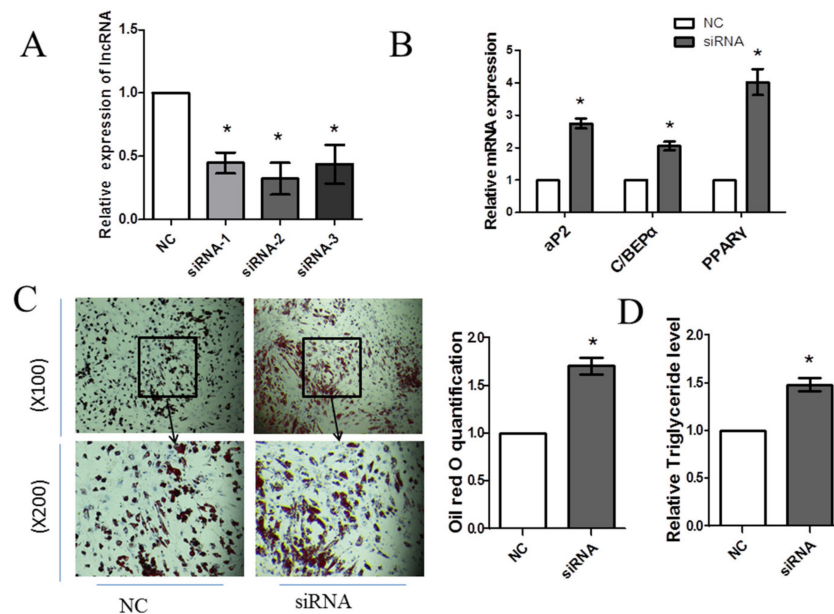 A
Relative expression of lncRNA
1.5
1.0
0.5
0.0
NC
siRNA-1
siRNA-2
siRNA-3
*
*
*
B
NC
siRNA
Relative mRNA expression
5
4
3
2
1
0
*
*
*
aP2
C/BEPα
PPARγ
C
(X100)
(X200)
NC
siRNA
Oil red O quantification
2.0
1.5
1.0
0.5
0.0
*
NC
siRNA
D
Relative Triglyceride level
2.0
1.5
1.0
0.5
0.0
*
NC
siRNA